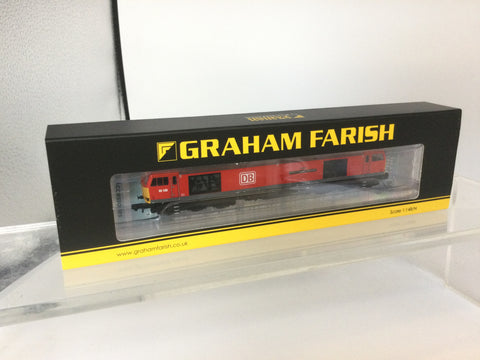 GRAHAM FARISH
DB
www.grahamfarish.co.uk
Scale 1:148/N